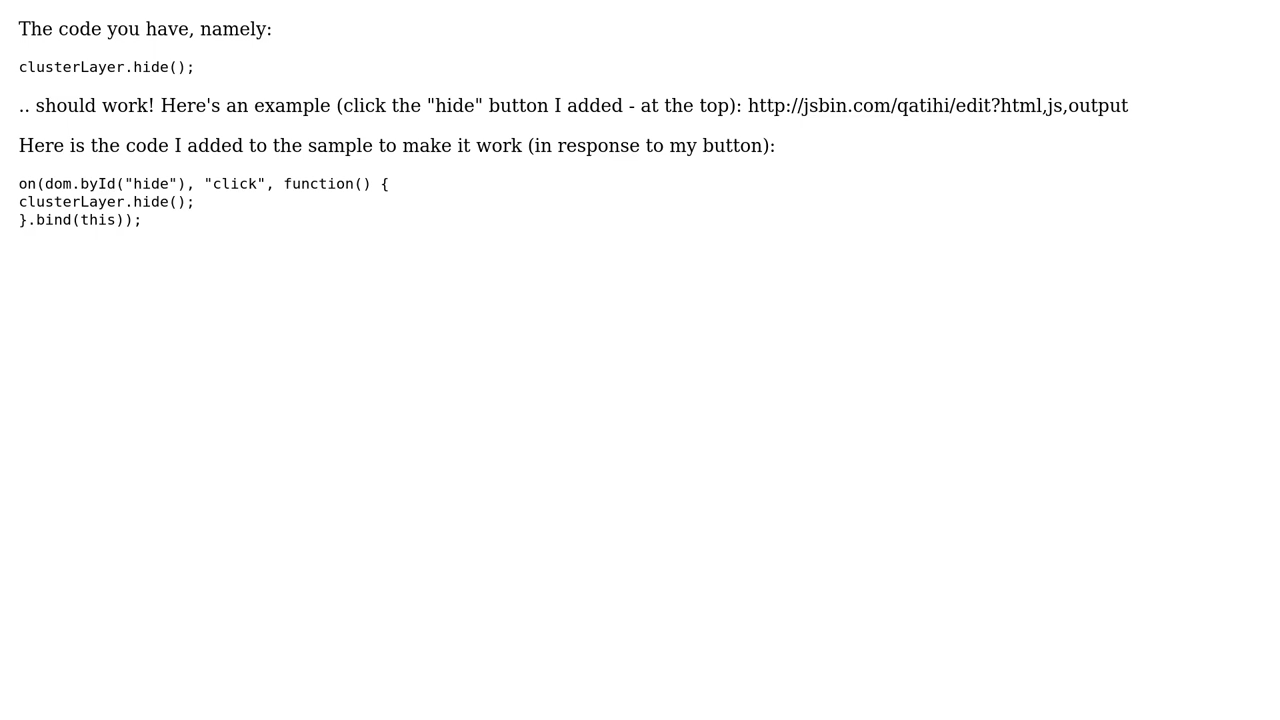 The code you have, namely:
clusterLayer.hide();
.. should work! Here's an example (click the "hide" button I added - at the top): http://jsbin.com/qatihi/edit?html,js,output
Here is the code I added to the sample to make it work (in response to my button):
on(dom.byId("hide"), "click", function() {
clusterLayer.hide();
}.bind(this));